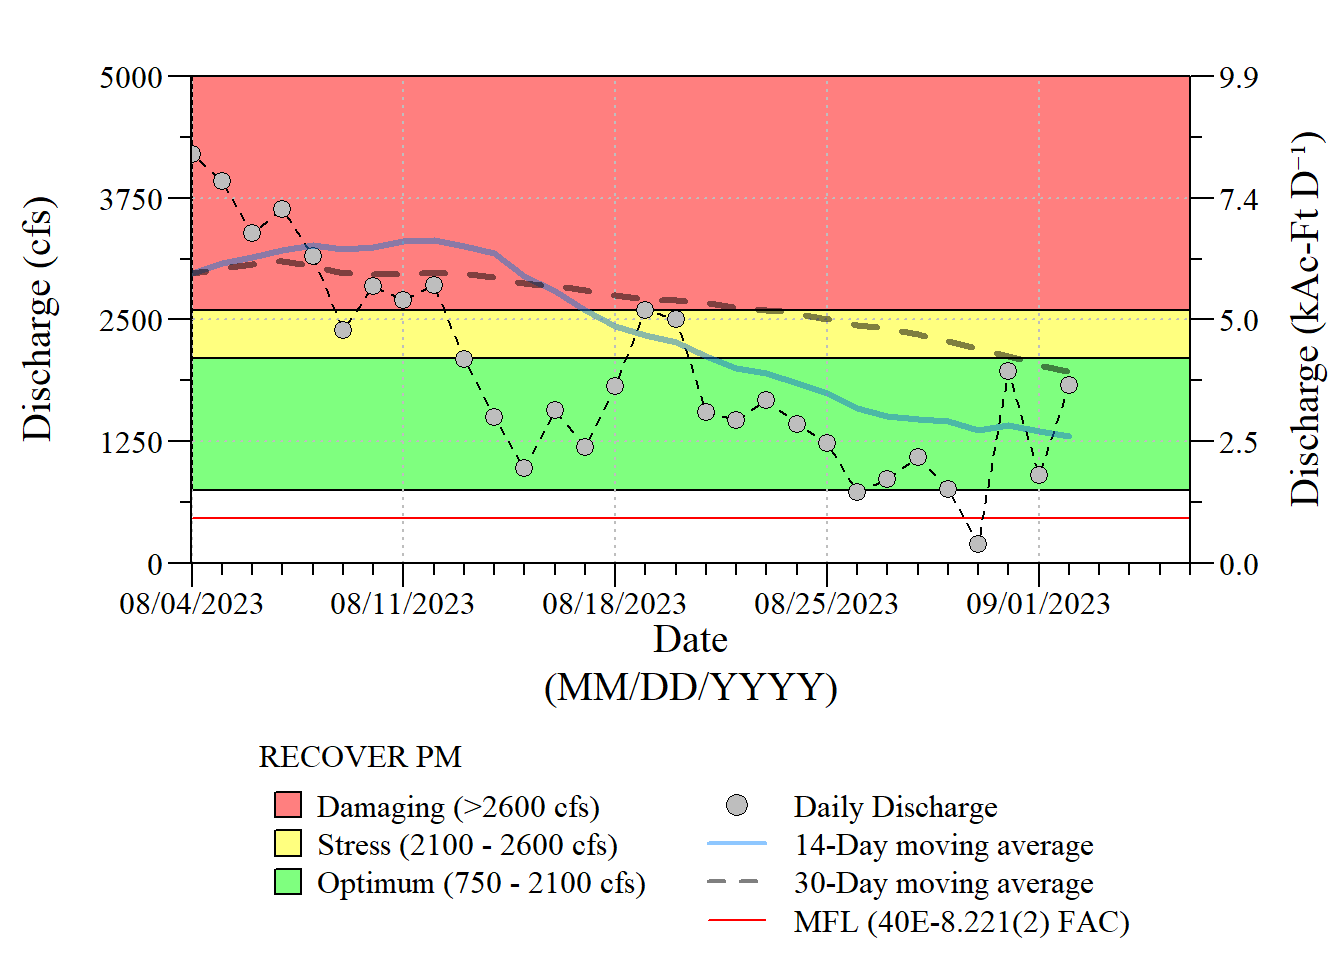 5000
3750
2500
1250
0
Discharge (cfs)
9.9
7.4
5.0
2.5
0.0
Discharge (kAc-Ft D⁻¹)
08/04/2023 08/11/2023 08/18/2023 08/25/2023 09/01/2023
Date
(MM/DD/YYYY)
RECOVER PM
Damaging (>2600 cfs)
Stress (2100 - 2600 cfs)
Optimum (750 - 2100 cfs)
Daily Discharge
14-Day moving average
30-Day moving average
MFL (40E-8.221(2) FAC)